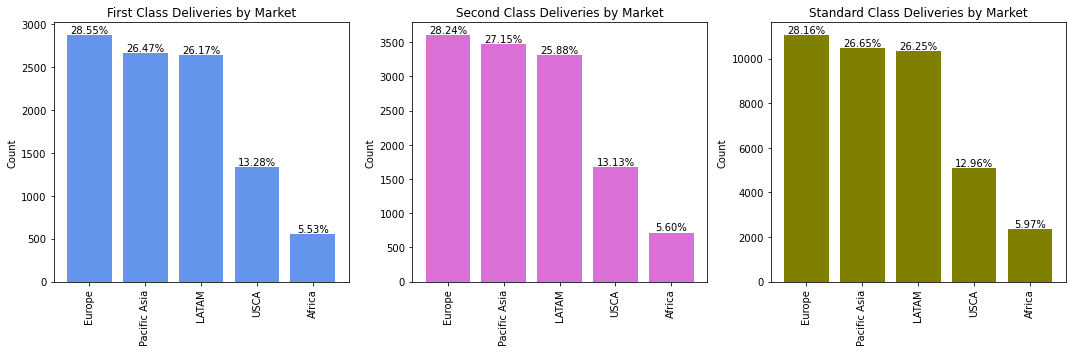 First Class Deliveries by Market
Count
3000
2500
2000
1500
1000
500
0
28.55%
26.47%
26.17%
13.28%
5.53%
Europe
Pacific Asia
LATAM
USCA
Africa
Second Class Deliveries by Market
Count
3500
3000
2500
2000
1500
1000
500
0
28.24%
27.15%
25.88%
13.13%
5.60%
Europe
Pacific Asia
LATAM
USCA
Africa
Standard Class Deliveries by Market
Count
10000
8000
6000
4000
2000
0
28.16%
26.65%
26.25%
12.96%
5.97%
Europe
Pacific Asia
LATAM
USCA
Africa